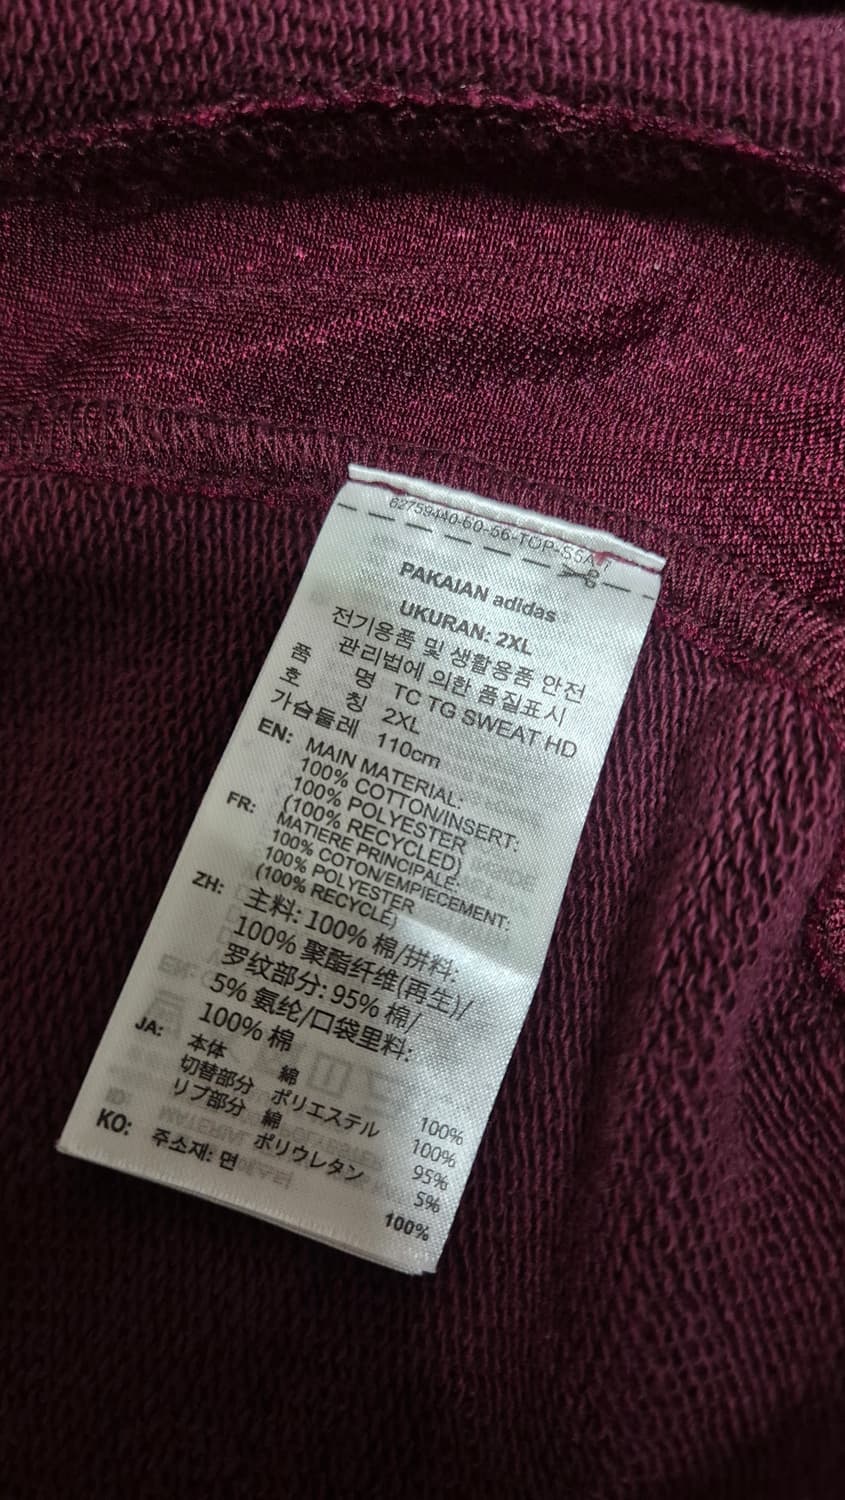 62759440-60-56-TOP-S5A
PAKAIAN adidas
UKURAN: 2XL
전기용품 및 생활용품 안전
관리법에 의한 품질표시
품 명 TC TG SWEAT HD
호 칭 2XL
가슴둘레 110cm
EN: MAIN MATERIAL:
100% COTTON/INSERT:
100% POLYESTER
(100% RECYCLED)
FR: MATIERE PRINCIPALE:
100% COTON/EMPIECEMENT:
100% POLYESTER
(100% RECYCLE)
ZH: 主料: 100% 棉/拼料:
100% 聚酯纤维(再生)/
罗纹部分: 95% 棉/
5% 氨纶/口袋里料:
100% 棉
JA: 本体 綿 100%
切替部分 ポリエステル 100%
リブ部分 綿 95%
ポリウレタン 5%
KO: 주소재: 면 100%